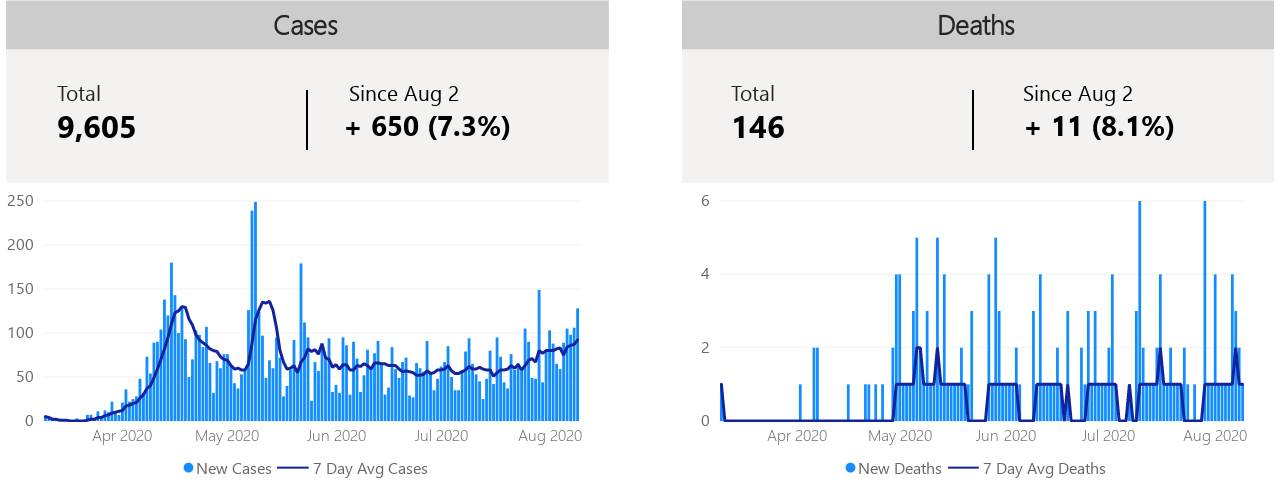 Cases
Total
9,605
Since Aug 2
+ 650 (7.3%)
250
200
150
100
50
0
Apr 2020 May 2020 Jun 2020 Jul 2020 Aug 2020
New Cases 7 Day Avg Cases
Deaths
Total
146
Since Aug 2
+ 11 (8.1%)
6
4
2
0
Apr 2020 May 2020 Jun 2020 Jul 2020 Aug 2020
New Deaths 7 Day Avg Deaths